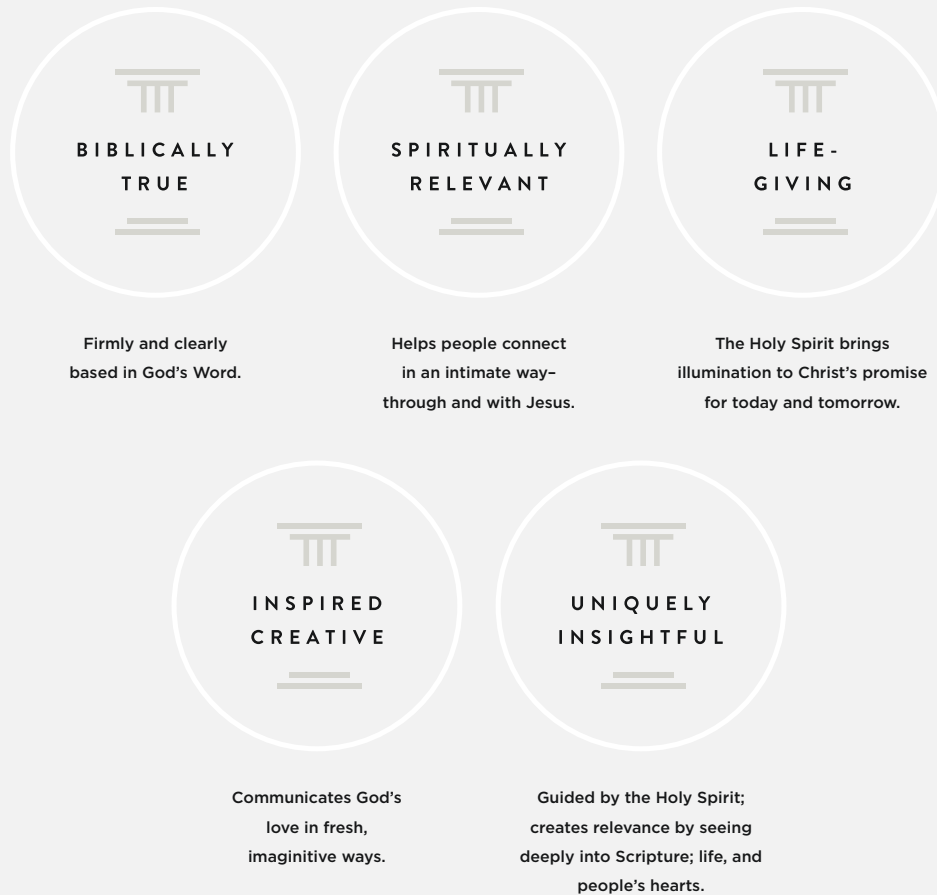 BIBLICALLY
TRUE
Firmly and clearly
based in God's Word.
SPIRITUALLY
RELEVANT
Helps people connect
in an intimate way–
through and with Jesus.
LIFE-
GIVING
The Holy Spirit brings
illumination to Christ's promise
for today and tomorrow.
INSPIRED
CREATIVE
Communicates God's
love in fresh,
imaginitive ways.
UNIQUELY
INSIGHTFUL
Guided by the Holy Spirit;
creates relevance by seeing
deeply into Scripture; life, and
people's hearts.